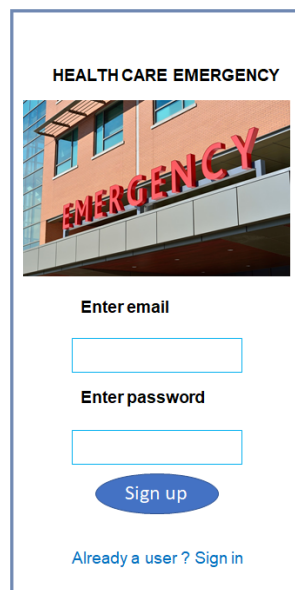 HEALTH CARE EMERGENCY
EMERGENCY
Enter email
Enter password
Sign up
Already a user ? Sign in